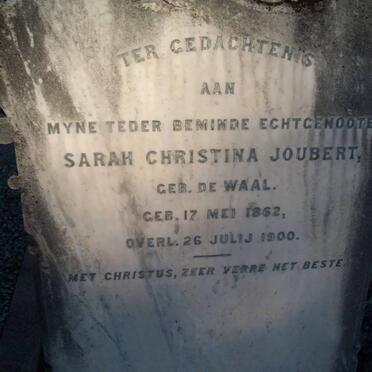 TER GEDACHTENIS
AAN
MYNE TEDER BEMINDE ECHTGENOOTE
SARAH CHRISTINA JOUBERT,
GEB. DE WAAL.
GEB. 17 MEI 1862,
OVERL. 26 JULIJ 1900.
MET CHRISTUS, ZEER VERRE HET BESTE.